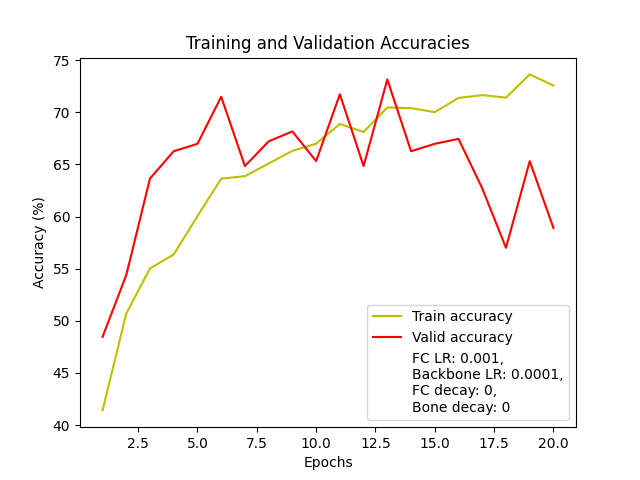 Training and Validation Accuracies
75
70
65
60
55
50
45
40
Accuracy (%)
Train accuracy
Valid accuracy
FC LR: 0.001,
Backbone LR: 0.0001,
FC decay: 0,
Bone decay: 0
2.5 5.0 7.5 10.0 12.5 15.0 17.5 20.0
Epochs